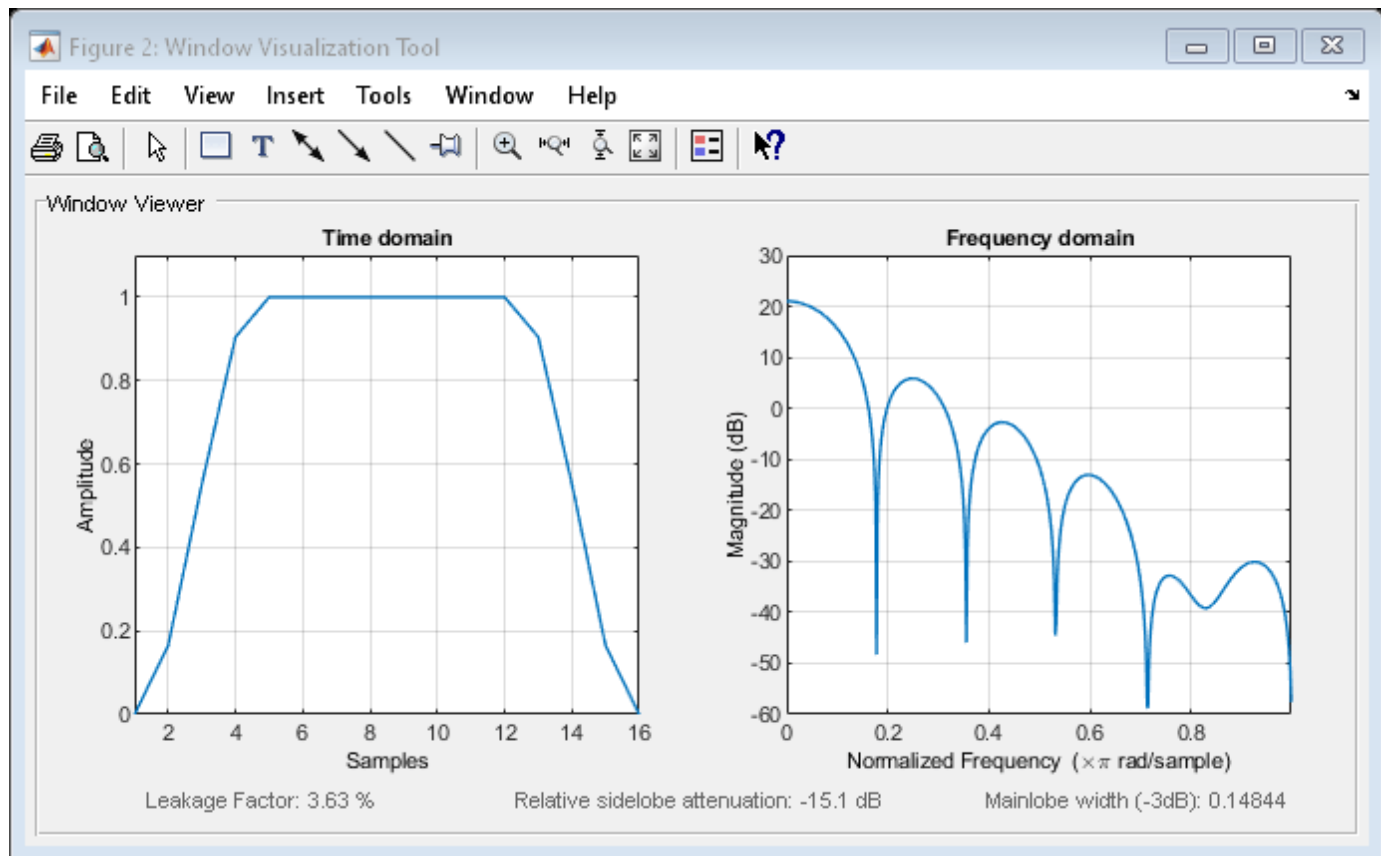 Figure 2: Window Visualization Tool
File Edit View Insert Tools Window Help
T
?
Window Viewer
Time domain
1
0.8
0.6
0.4
0.2
0
Amplitude
2 4 6 8 10 12 14 16
Samples
Frequency domain
30
20
10
0
-10
-20
-30
-40
-50
-60
Magnitude (dB)
0 0.2 0.4 0.6 0.8
Normalized Frequency (×π rad/sample)
Leakage Factor: 3.63 %
Relative sidelobe attenuation: -15.1 dB
Mainlobe width (-3dB): 0.14844